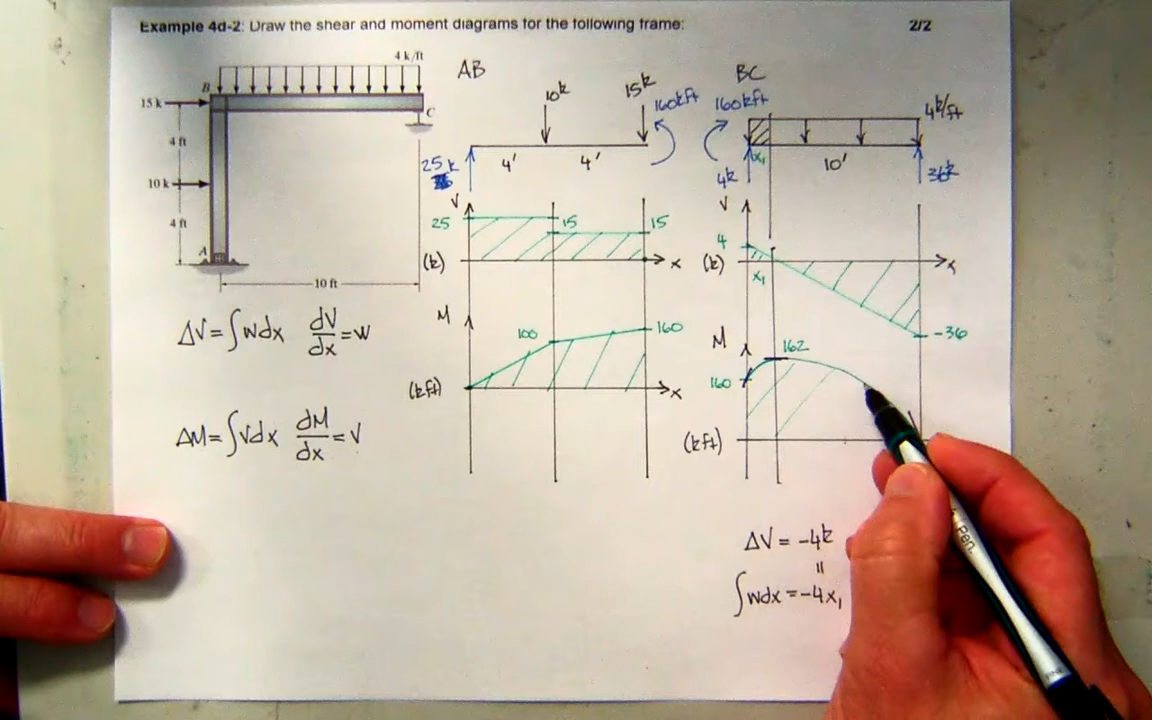 Example 4d-2: Draw the shear and moment diagrams for the following frame:
2/2
4 k/ft
B
15 k
C
4 ft
10 k
4 ft
A
10 ft
AB
10k
15k
160kft
25k
4'
4'
V
25
15
15
(k)
x
M
100
160
(kft)
x
BC
160kft
4k/ft
x₁
10'
4k
36k
V
4
(k)
x₁
x
-36
M
162
160
(kft)
ΔV=∫wdx dV/dx=w
ΔM=∫Vdx dM/dx=V
ΔV=-4k
॥
∫wdx=-4x₁
Pen.